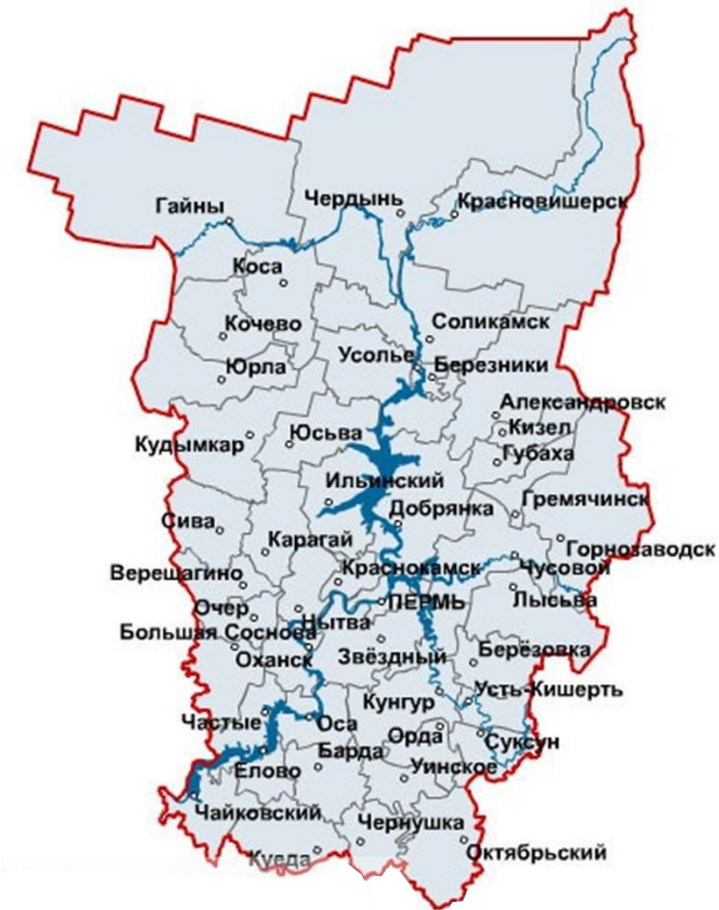 Гайны
Чердынь
Красновишерск
Коса
Кочево
Соликамск
Усолье
Березники
Юрла
Александровск
Кизел
Юсьва
Кудымкар
Губаха
Ильинский
Гремячинск
Добрянка
Сива
Карагай
Горнозаводск
Краснокамск
Чусовой
Верещагино
ПЕРМЬ
Лысьва
Очёр
Нытва
Большая Соснова
Берёзовка
Оханск
Звёздный
Усть-Кишерть
Кунгур
Частые
Оса
Орда
Суксун
Барда
Елово
Уинское
Чайковский
Чернушка
Куеда
Октябрьский